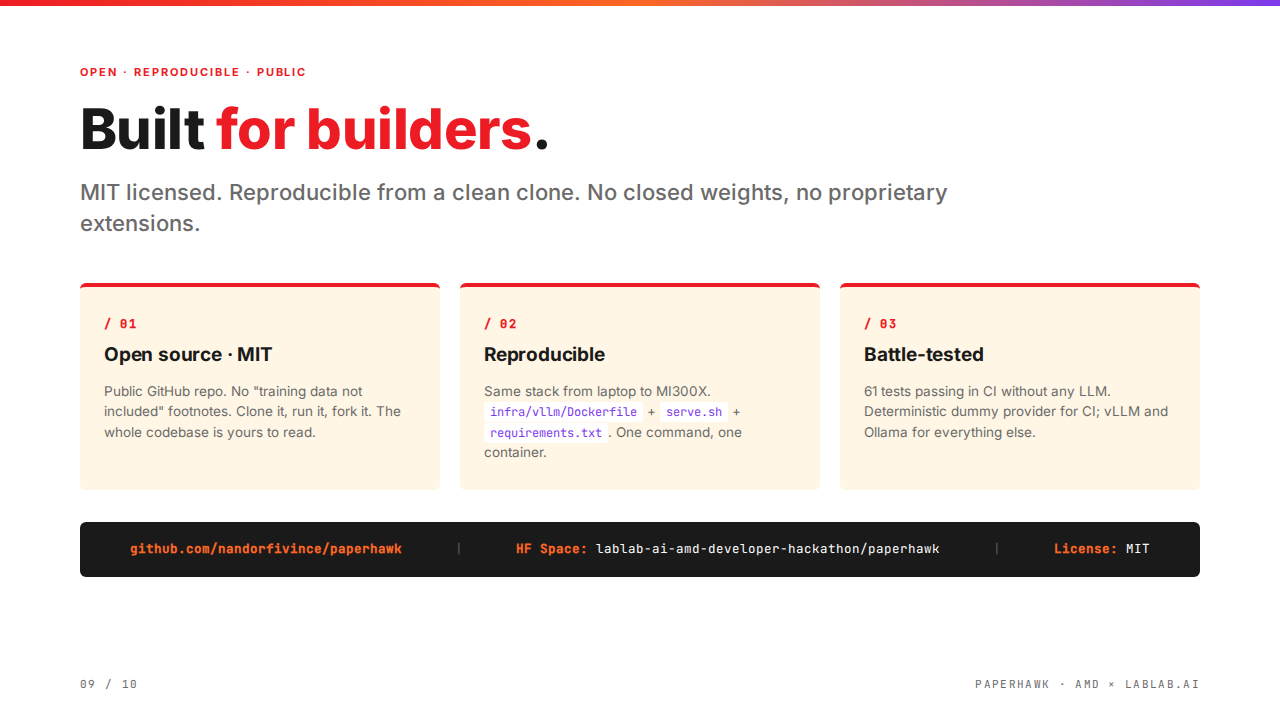 OPEN · REPRODUCIBLE · PUBLIC
Built for builders.
MIT licensed. Reproducible from a clean clone. No closed weights, no proprietary
extensions.
/ 01
Open source · MIT
Public GitHub repo. No "training data not
included" footnotes. Clone it, run it, fork it. The
whole codebase is yours to read.
/ 02
Reproducible
Same stack from laptop to MI300X.
infra/vllm/Dockerfile + serve.sh +
requirements.txt . One command, one
container.
/ 03
Battle-tested
61 tests passing in CI without any LLM.
Deterministic dummy provider for CI; vLLM and
Ollama for everything else.
github.com/nandorfivince/paperhawk | HF Space: lablab-ai-amd-developer-hackathon/paperhawk | License: MIT
09 / 10
PAPERHAWK · AMD × LABLAB.AI